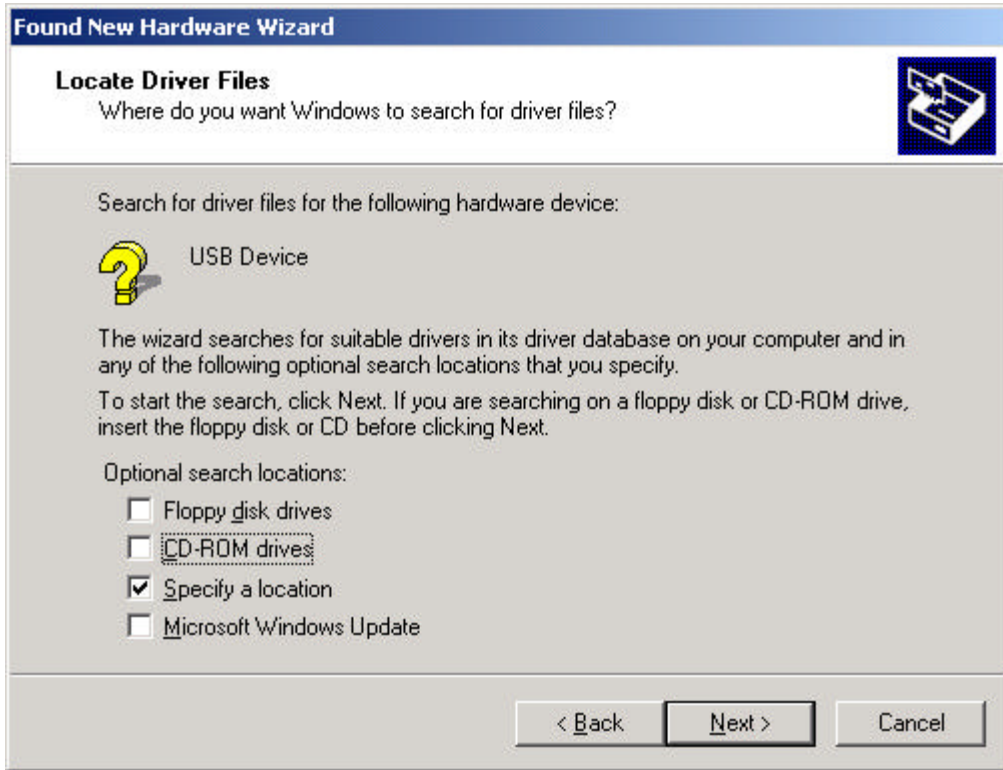 Found New Hardware Wizard
Locate Driver Files
Where do you want Windows to search for driver files?
Search for driver files for the following hardware device:
USB Device
The wizard searches for suitable drivers in its driver database on your computer and in
any of the following optional search locations that you specify.
To start the search, click Next. If you are searching on a floppy disk or CD-ROM drive,
insert the floppy disk or CD before clicking Next.
Optional search locations:
Floppy disk drives
CD-ROM drives
Specify a location
Microsoft Windows Update
< Back Next > Cancel